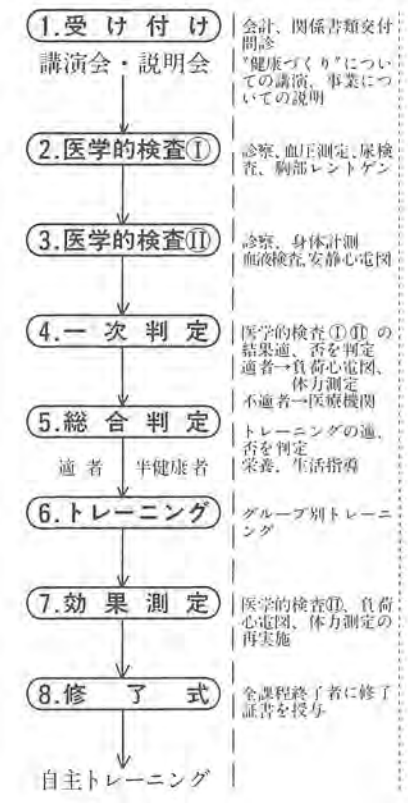 1.受け付け
会計、関係書類交付
問診
講演会・説明会
"健康づくり"につい
ての講演、事業につ
いての説明
2.医学的検査Ⅰ
診察、血圧測定、尿検
査、胸部レントゲン
3.医学的検査Ⅱ
診察、身体計測
血液検査、安静心電図
4.一次判定
医学的検査ⒾⅡの
結果適、否を判定
適者→負荷心電図、
体力測定
不適者→医療機関
5.総合判定
トレーニングの適、
否を判定
栄養、生活指導
適者 半健康者
6.トレーニング
グループ別トレーニ
ング
7.効果測定
医学的検査Ⅱ、負荷
心電図、体力測定の
再実施
8.修了式
全課程終了者に修了
証書を授与
自主トレーニング